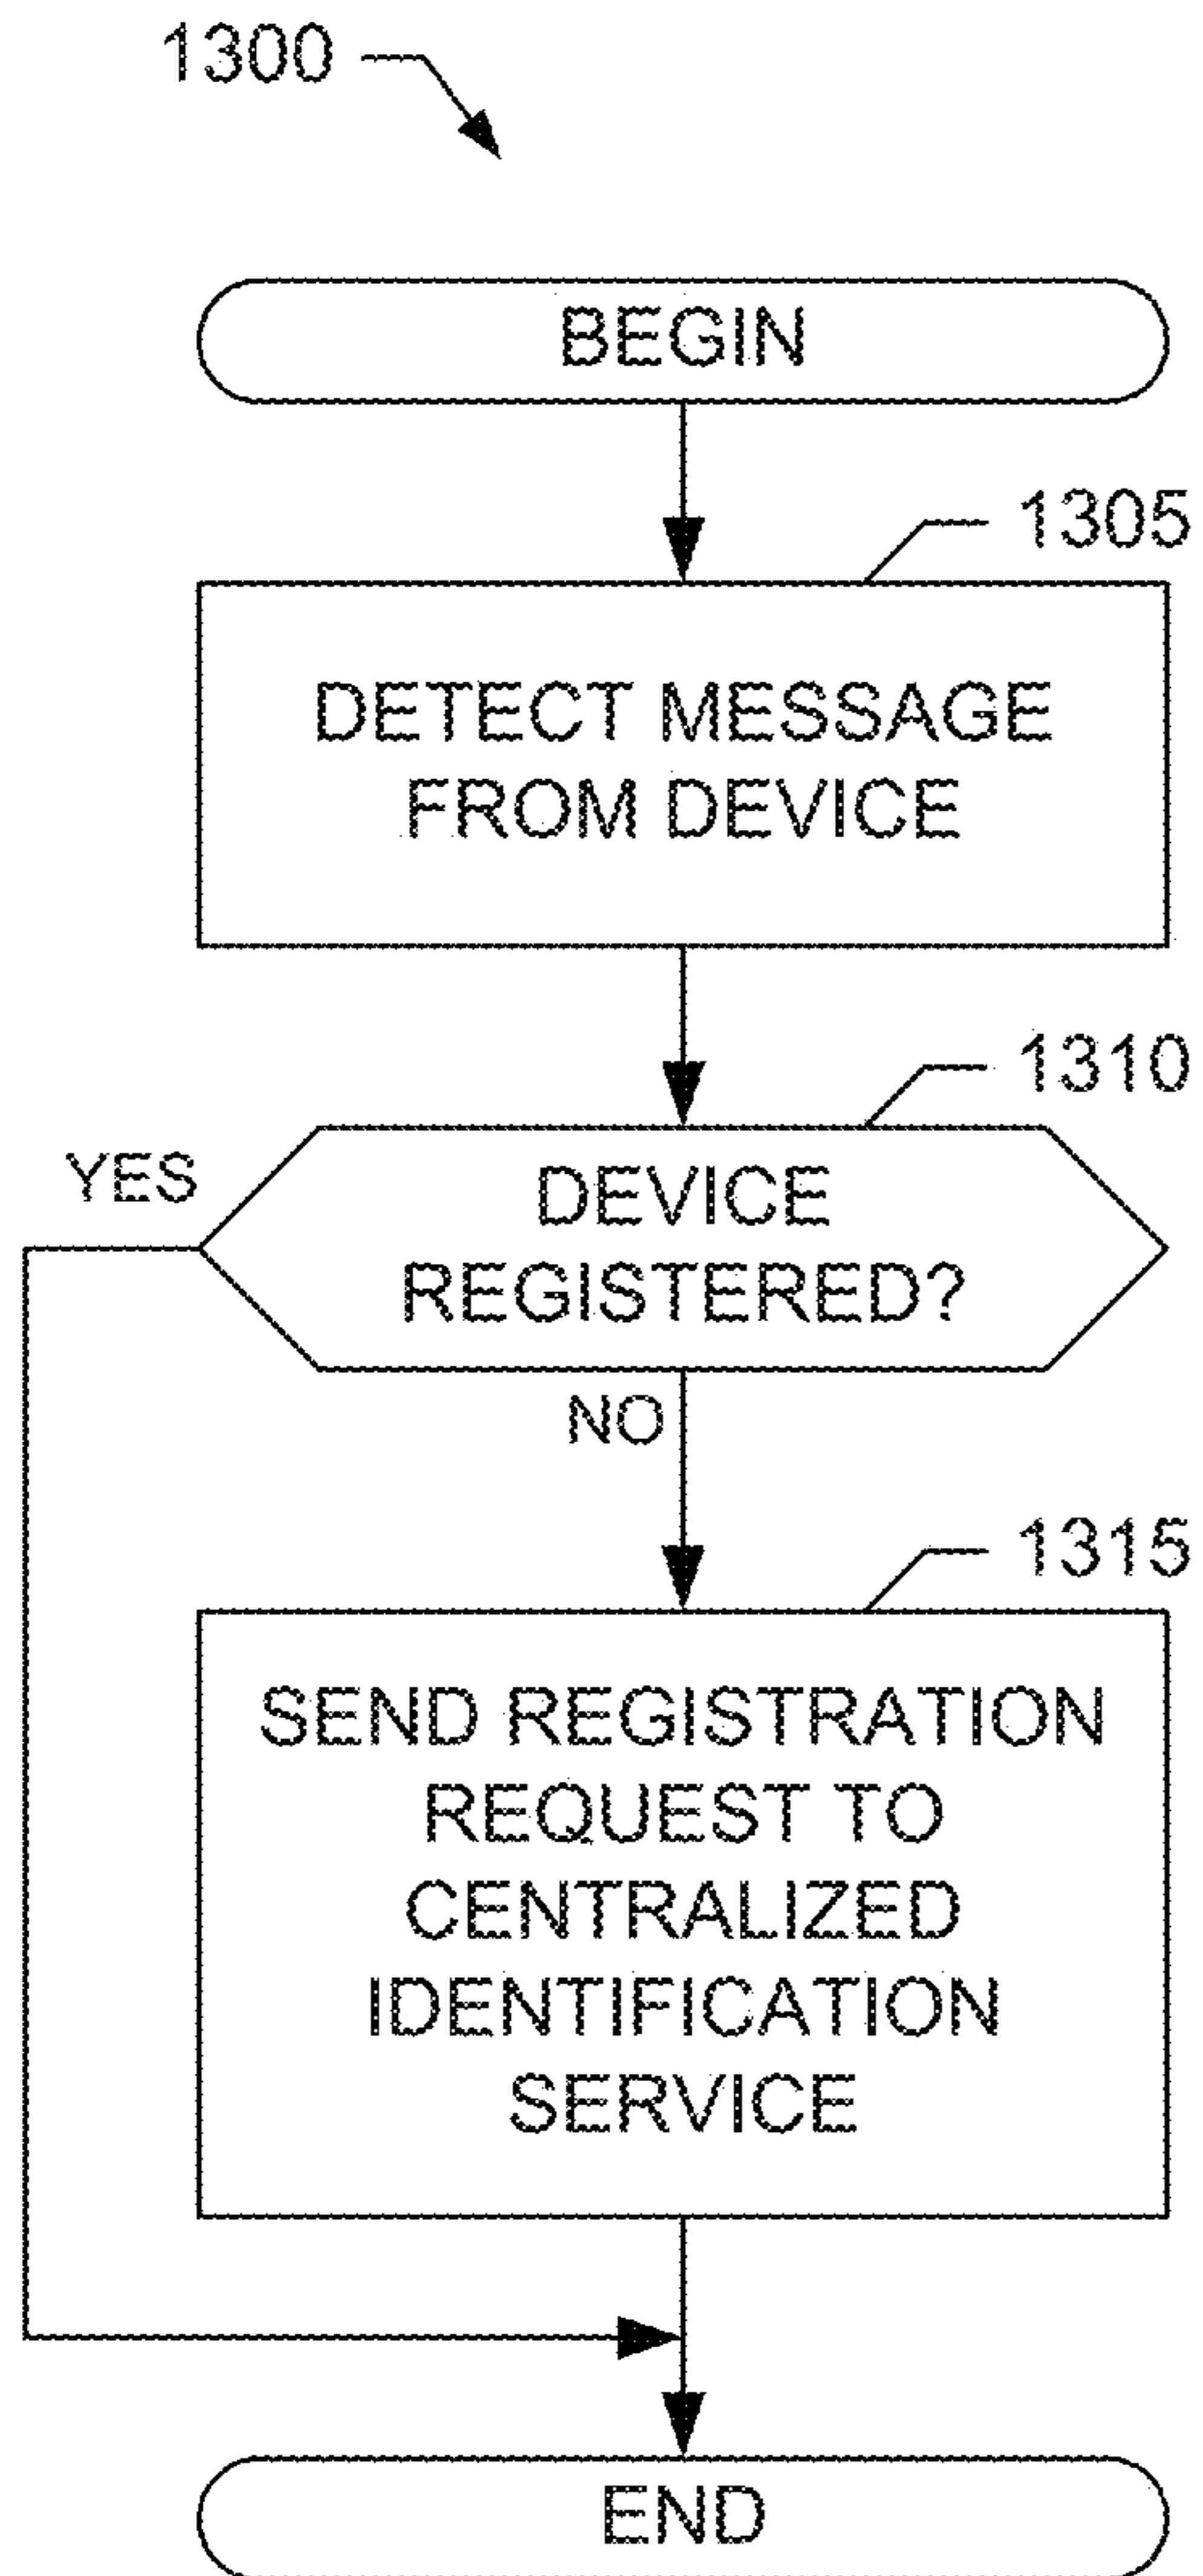 1300
BEGIN
1305
DETECT MESSAGE
FROM DEVICE
1310
YES
DEVICE
REGISTERED?
NO
1315
SEND REGISTRATION
REQUEST TO
CENTRALIZED
IDENTIFICATION
SERVICE
END